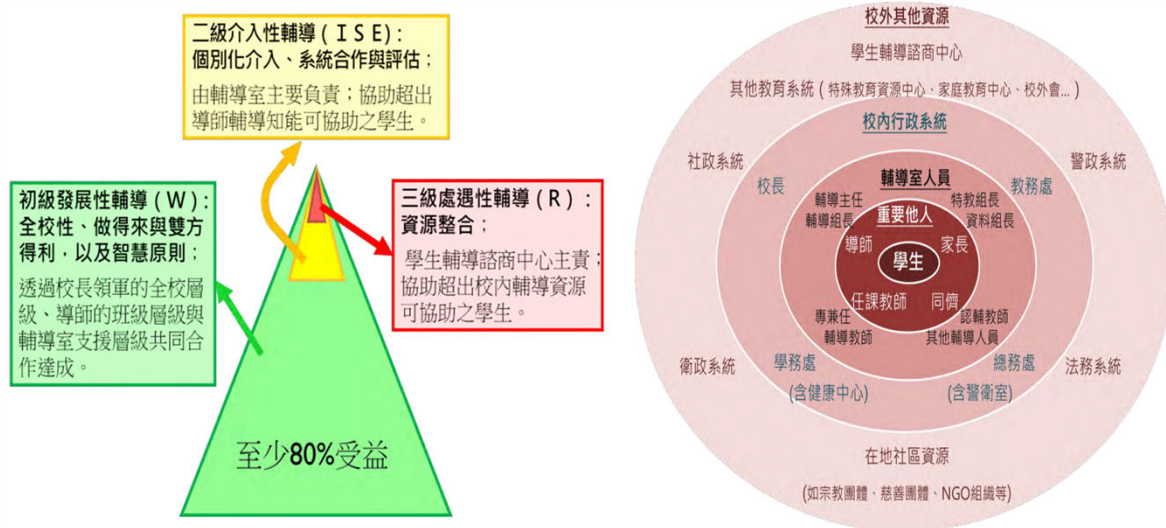 二級介入性輔導(ISE):
個別化介入、系統合作與評估;
由輔導室主要負責;協助超出
導師輔導知能可協助之學生。
初級發展性輔導(W):
全校性、做得來與雙方
得利,以及智慧原則;
透過校長領軍的全校層
級、導師的班級層級與
輔導室支援層級共同合
作達成。
三級處遇性輔導(R):
資源整合;
學生輔導諮商中心主責;
協助超出校內輔導資源
可協助之學生。
至少80%受益
校外其他資源
學生輔導諮商中心
其他教育系統(特殊教育資源中心、家庭教育中心、校外會...)
校內行政系統
社政系統
警政系統
校長
教務處
輔導室人員
輔導主任
輔導組長
特教組長
資料組長
重要他人
導師
家長
學生
任課教師
同儕
專兼任
輔導教師
認輔教師
其他輔導人員
衛政系統
學務處
(含健康中心)
總務處
(含警衛室)
法務系統
在地社區資源
(如宗教團體、慈善團體、NGO組織等)